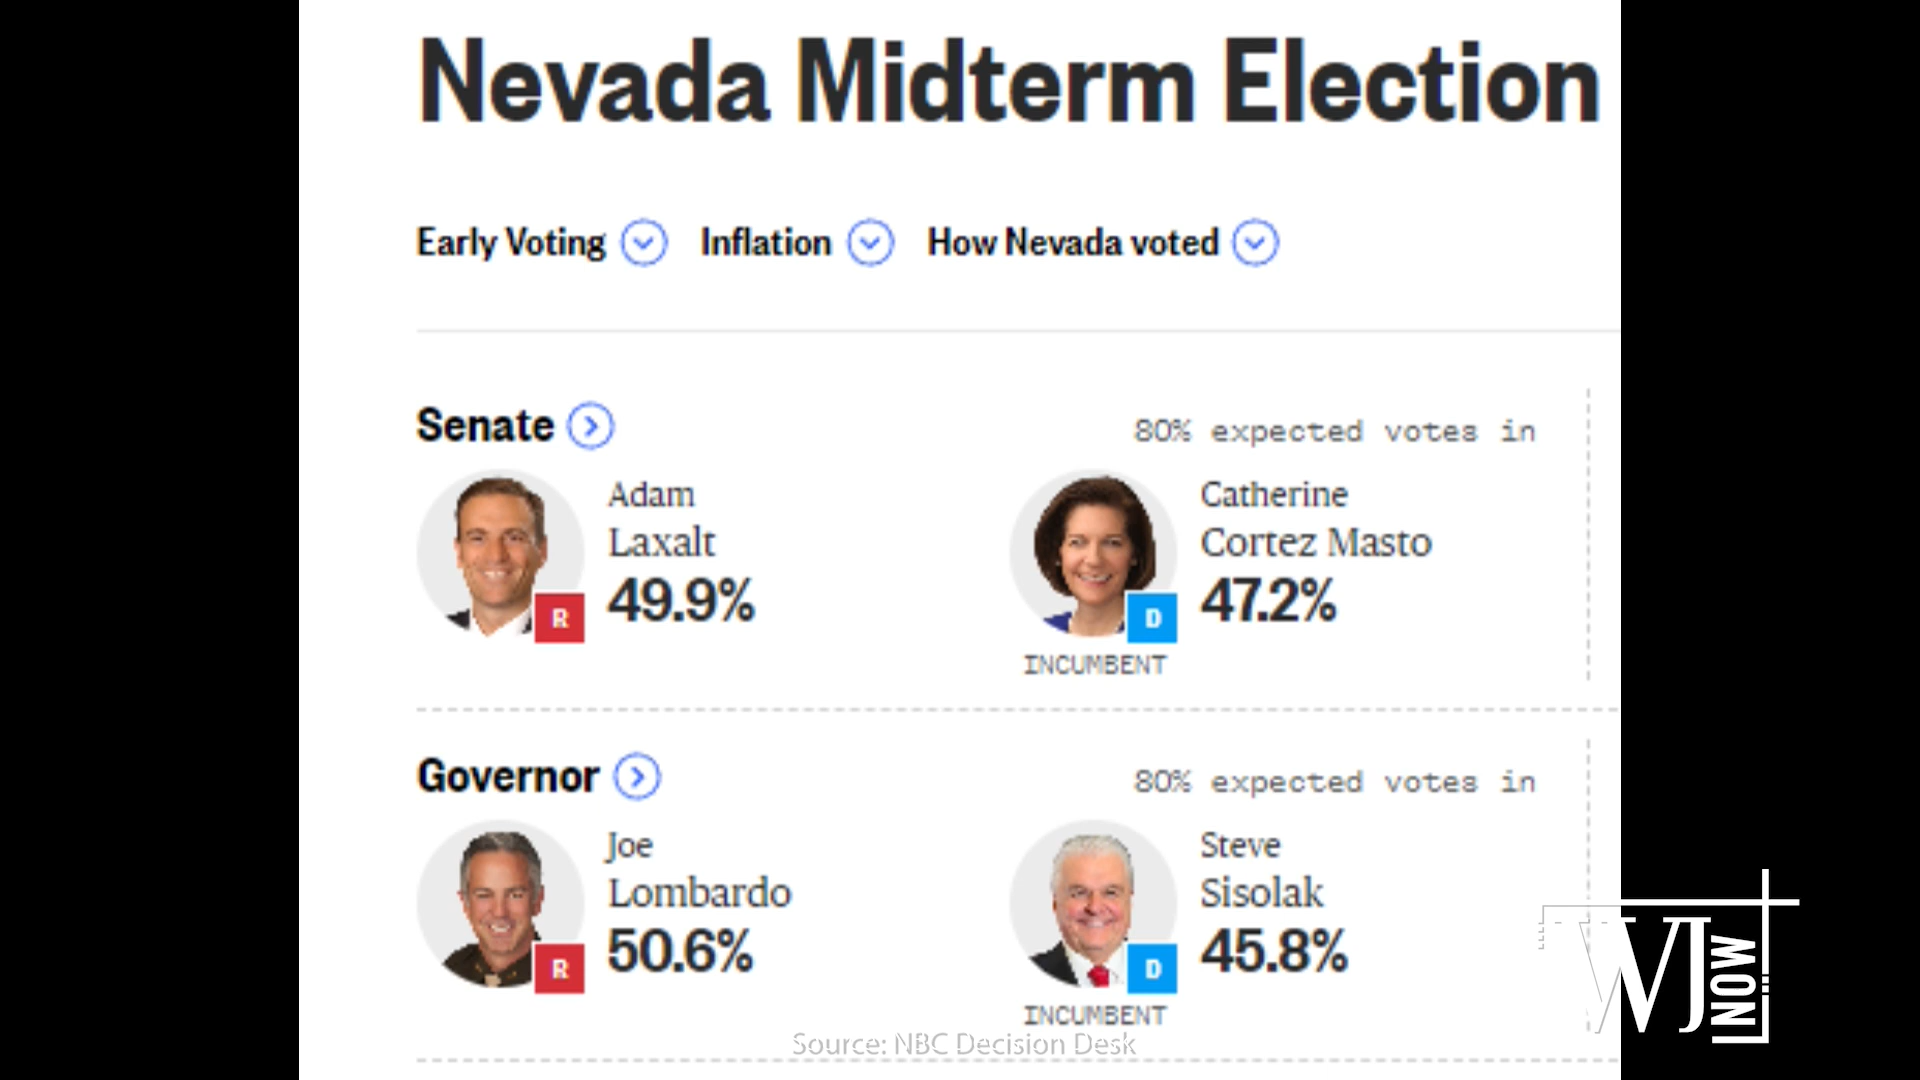 Nevada Midterm Election
Early Voting Inflation How Nevada voted
Senate
80% expected votes in
Adam
Laxalt
49.9%
R
Catherine
Cortez Masto
47.2%
D
INCUMBENT
Governor
80% expected votes in
Joe
Lombardo
50.6%
R
Steve
Sisolak
45.8%
D
INCUMBENT
Source: NBC Decision Desk
WJ
NOW